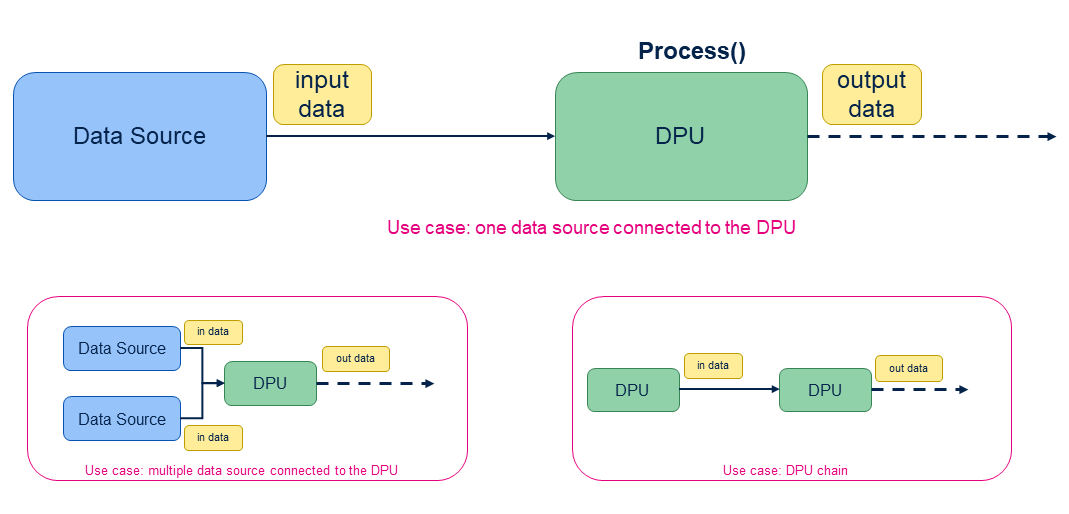 Process()
input
data
output
data
Data Source
DPU
Use case: one data source connected to the DPU
in data
Data Source
out data
DPU
Data Source
in data
Use case: multiple data source connected to the DPU
in data
out data
DPU
DPU
Use case: DPU chain